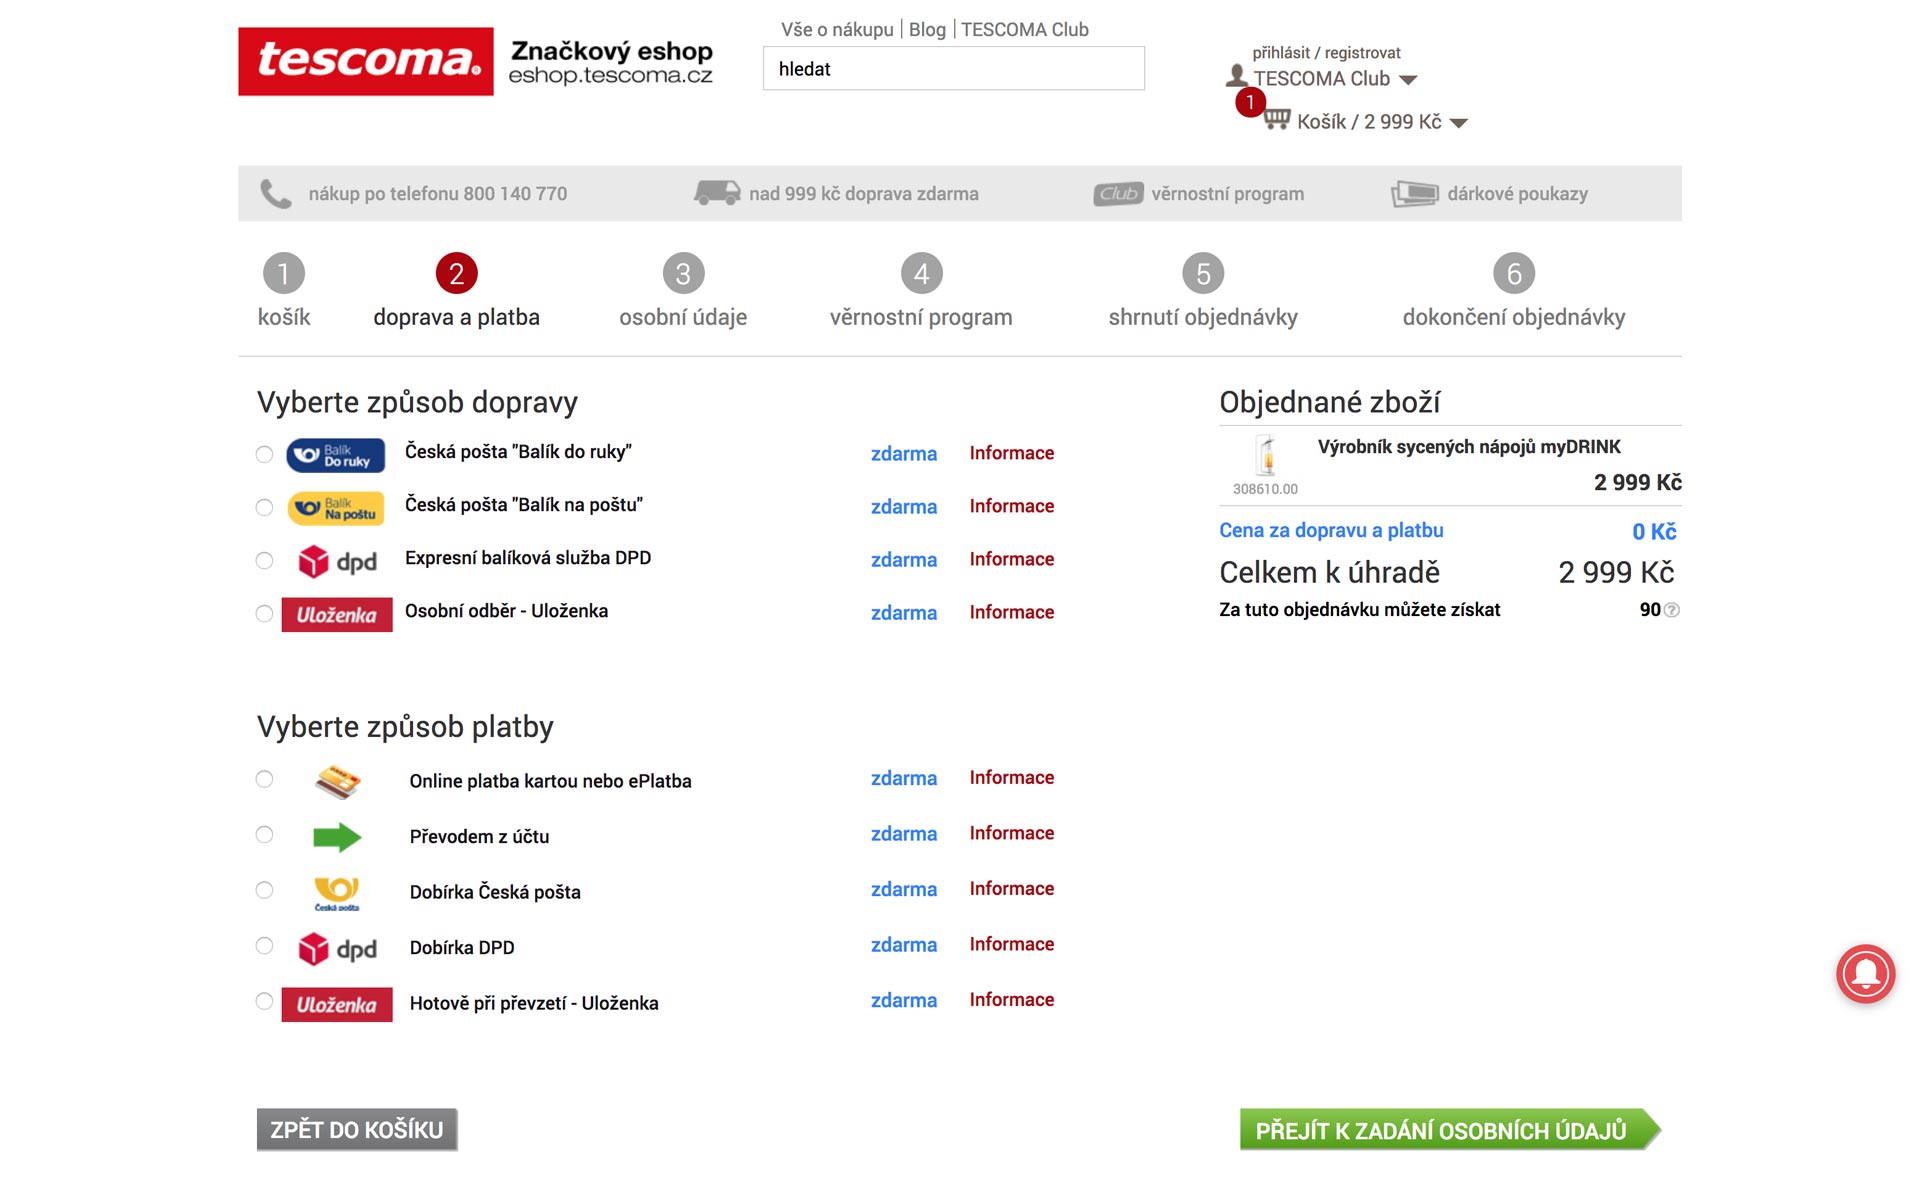 Vše o nákupu | Blog | TESCOMA Club
tescoma.
Značkový eshop
eshop.tescoma.cz
hledat
přihlásit / registrovat
TESCOMA Club
1
Košík / 2 999 Kč
nákup po telefonu 800 140 770
nad 999 kč doprava zdarma
Club věrnostní program
dárkové poukazy
1 košík
2 doprava a platba
3 osobní údaje
4 věrnostní program
5 shrnutí objednávky
6 dokončení objednávky
Vyberte způsob dopravy
Balík Do ruky Česká pošta "Balík do ruky" zdarma Informace
Balík Na poštu Česká pošta "Balík na poštu" zdarma Informace
dpd Expresní balíková služba DPD zdarma Informace
Uloženka Osobní odběr - Uloženka zdarma Informace
Objednané zboží
Výrobník sycených nápojů myDRINK
308610.00
2 999 Kč
Cena za dopravu a platbu 0 Kč
Celkem k úhradě 2 999 Kč
Za tuto objednávku můžete získat 90 ?
Vyberte způsob platby
Online platba kartou nebo ePlatba zdarma Informace
Převodem z účtu zdarma Informace
Česká pošta Dobírka Česká pošta zdarma Informace
dpd Dobírka DPD zdarma Informace
Uloženka Hotově při převzetí - Uloženka zdarma Informace
ZPĚT DO KOŠÍKU
PŘEJÍT K ZADÁNÍ OSOBNÍCH ÚDAJŮ